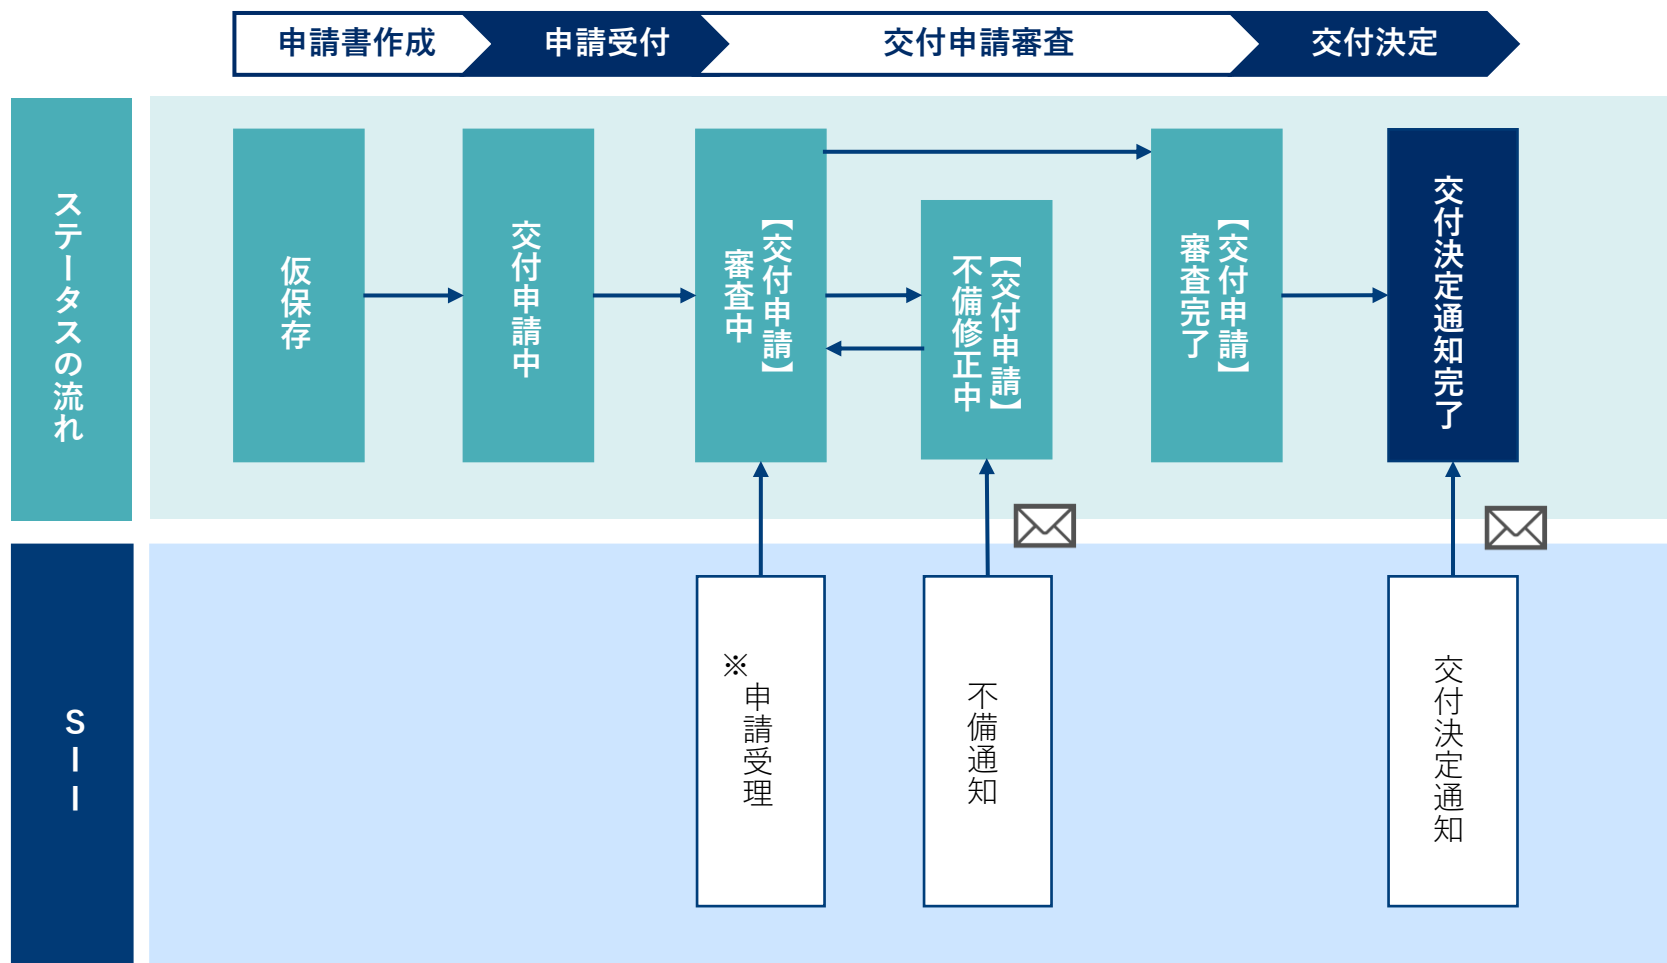 申請書作成
申請受付
交付申請審査
交付決定
ステータスの流れ
仮保存
交付申請中
【交付申請】
審査中
【交付申請】
不備修正中
【交付申請】
審査完了
交付決定通知完了
SII
※
申請受理
不備通知
交付決定通知